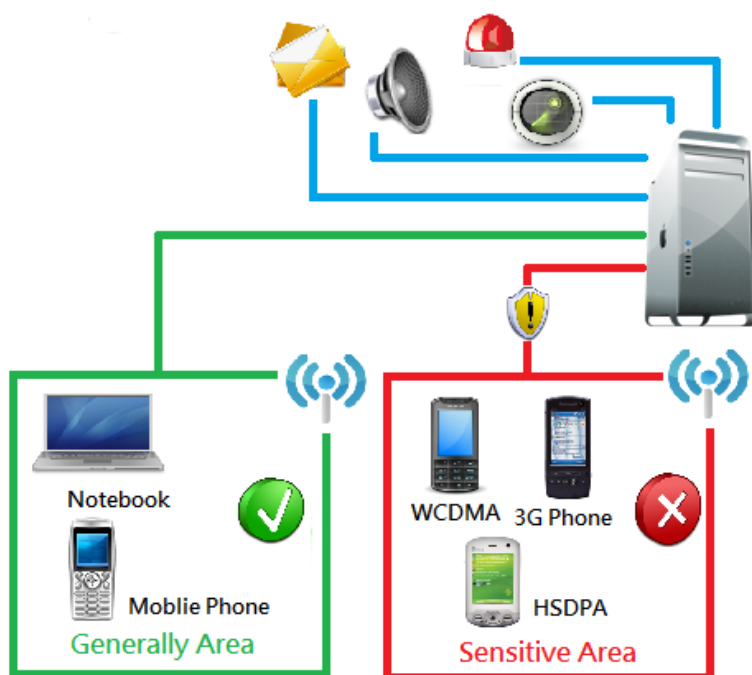 Notebook
Moblie Phone
Generally Area
WCDMA
3G Phone
HSDPA
Sensitive Area